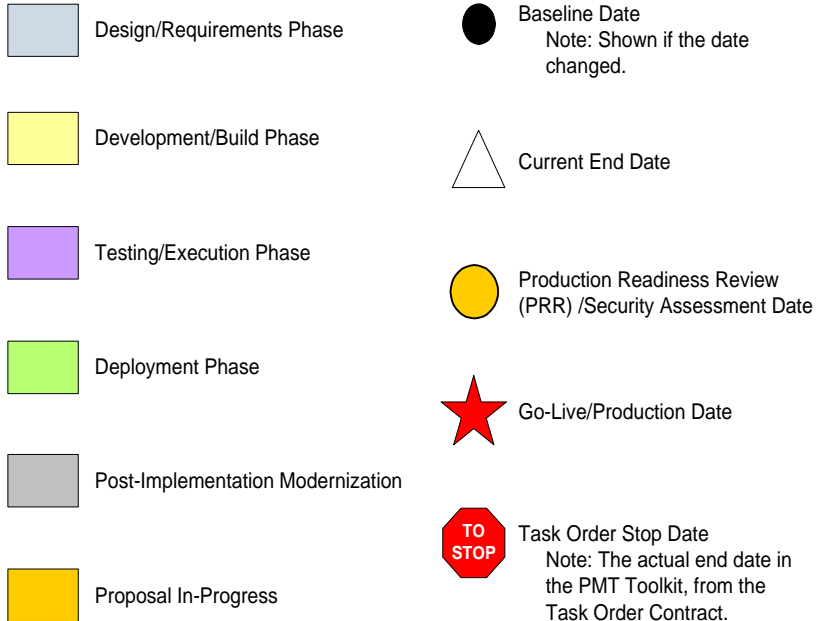 Design/Requirements Phase
Development/Build Phase
Testing/Execution Phase
Deployment Phase
Post-Implementation Modernization
Proposal In-Progress
Baseline Date
Note: Shown if the date
changed.
Current End Date
Production Readiness Review
(PRR) /Security Assessment Date
Go-Live/Production Date
TO
STOP
Task Order Stop Date
Note: The actual end date in
the PMT Toolkit, from the
Task Order Contract.